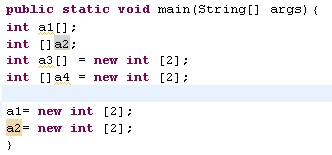 public static void main(String[] args){
int a1[];
int []a2;
int a3[] = new int [2];
int []a4 = new int [2];
a1= new int [2];
a2= new int [2];
}